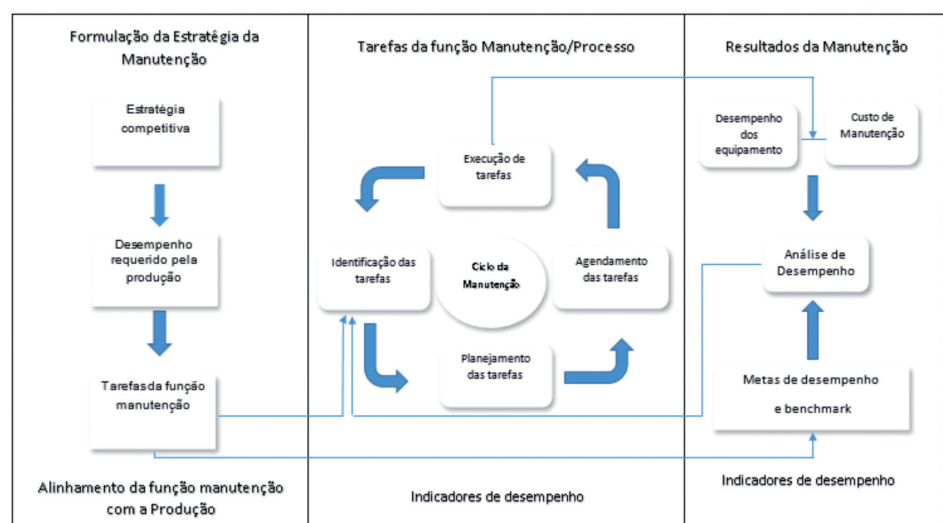 Formulação da Estratégia da
Manutenção
Estratégia
competitiva
Desempenho
requerido pela
produção
Tarefas da função
manutenção
Alinhamento da função manutenção
com a Produção
Tarefas da função Manutenção/Processo
Execução de
tarefas
Identificação das
tarefas
Ciclo da
Manutenção
Agendamento
das tarefas
Planejamento
das tarefas
Indicadores de desempenho
Resultados da Manutenção
Desempenho
dos
equipamento
Custo de
Manutenção
Análise de
Desempenho
Metas de desempenho
e benchmark
Indicadores de desempenho